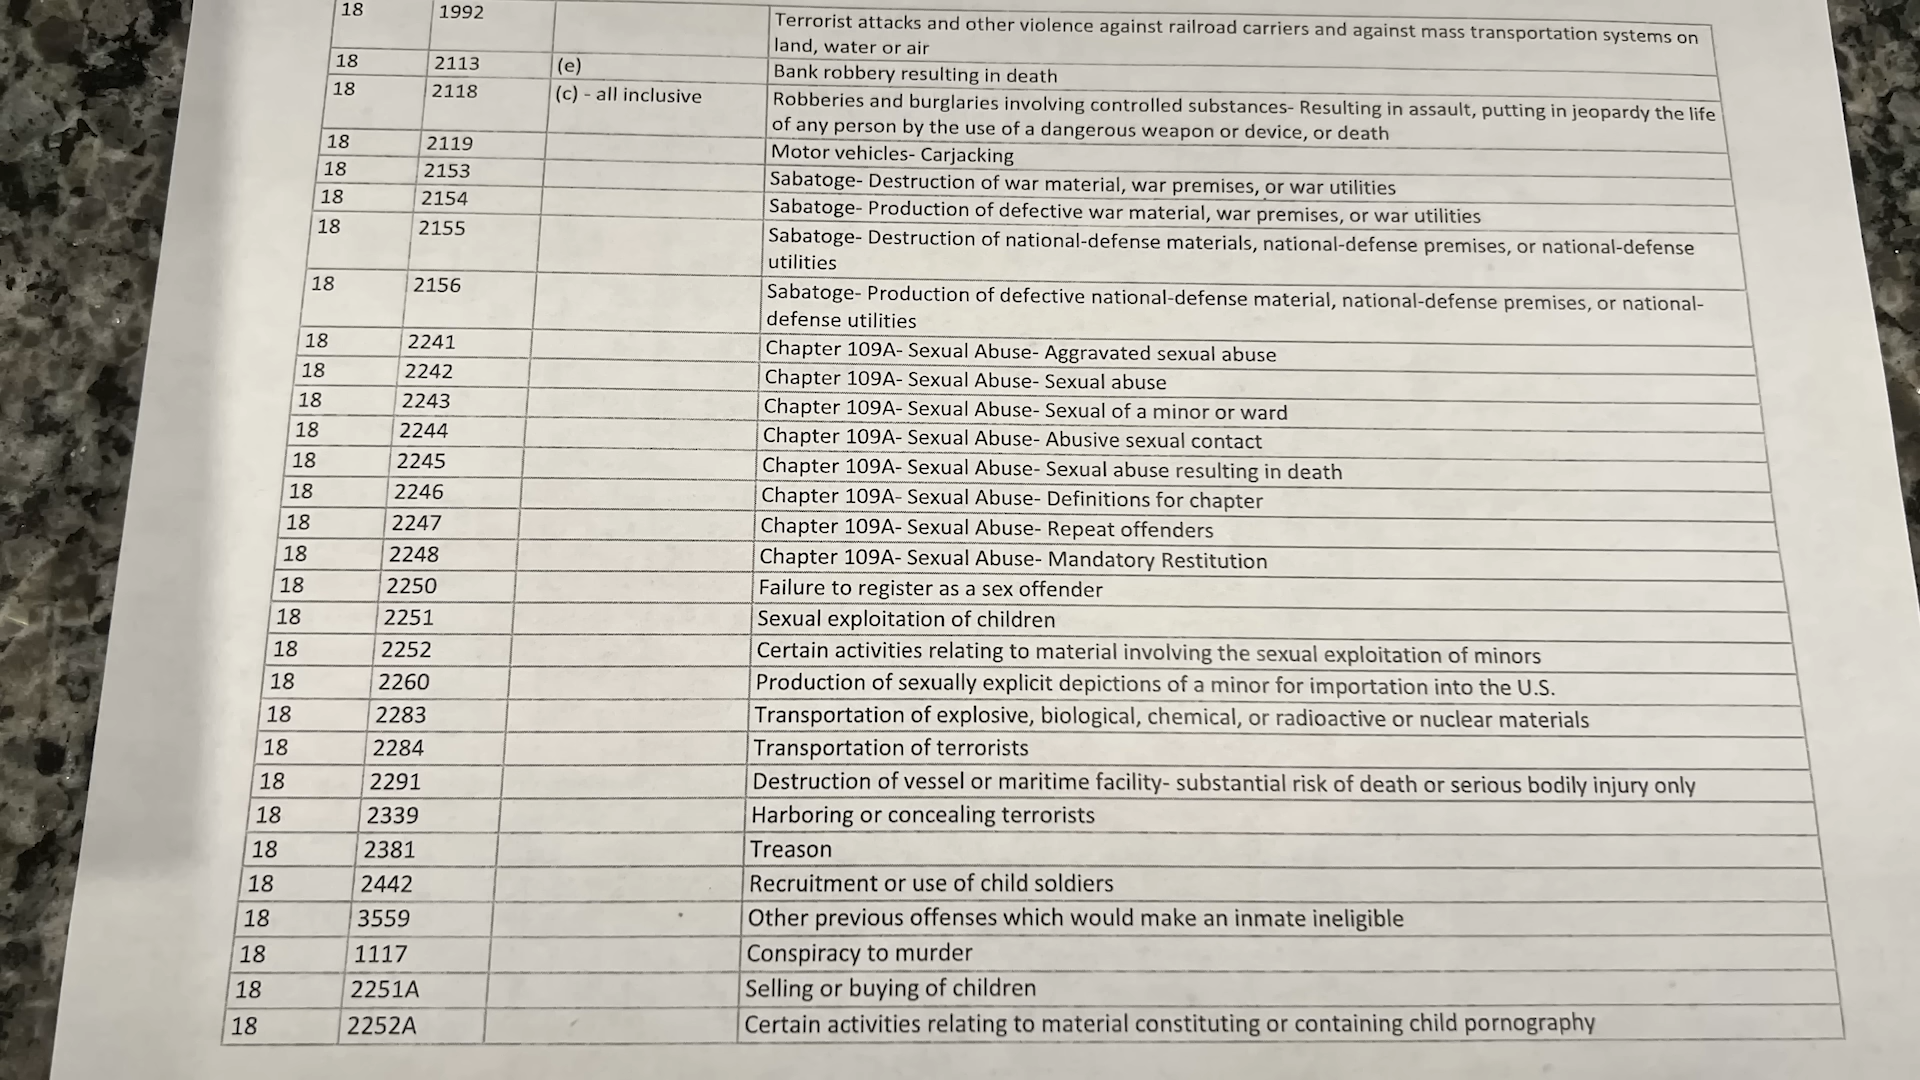 18 1992 Terrorist attacks and other violence against railroad carriers and against mass transportation systems on
land, water or air
18 2113 (e) Bank robbery resulting in death
18 2118 (c) - all inclusive Robberies and burglaries involving controlled substances- Resulting in assault, putting in jeopardy the life
of any person by the use of a dangerous weapon or device, or death
18 2119 Motor vehicles- Carjacking
18 2153 Sabatoge- Destruction of war material, war premises, or war utilities
18 2154 Sabatoge- Production of defective war material, war premises, or war utilities
18 2155 Sabatoge- Destruction of national-defense materials, national-defense premises, or national-defense
utilities
18 2156 Sabatoge- Production of defective national-defense material, national-defense premises, or national-
defense utilities
18 2241 Chapter 109A- Sexual Abuse- Aggravated sexual abuse
18 2242 Chapter 109A- Sexual Abuse- Sexual abuse
18 2243 Chapter 109A- Sexual Abuse- Sexual of a minor or ward
18 2244 Chapter 109A- Sexual Abuse- Abusive sexual contact
18 2245 Chapter 109A- Sexual Abuse- Sexual abuse resulting in death
18 2246 Chapter 109A- Sexual Abuse- Definitions for chapter
18 2247 Chapter 109A- Sexual Abuse- Repeat offenders
18 2248 Chapter 109A- Sexual Abuse- Mandatory Restitution
18 2250 Failure to register as a sex offender
18 2251 Sexual exploitation of children
18 2252 Certain activities relating to material involving the sexual exploitation of minors
18 2260 Production of sexually explicit depictions of a minor for importation into the U.S.
18 2283 Transportation of explosive, biological, chemical, or radioactive or nuclear materials
18 2284 Transportation of terrorists
18 2291 Destruction of vessel or maritime facility- substantial risk of death or serious bodily injury only
18 2339 Harboring or concealing terrorists
18 2381 Treason
18 2442 Recruitment or use of child soldiers
18 3559 Other previous offenses which would make an inmate ineligible
18 1117 Conspiracy to murder
18 2251A Selling or buying of children
18 2252A Certain activities relating to material constituting or containing child pornography